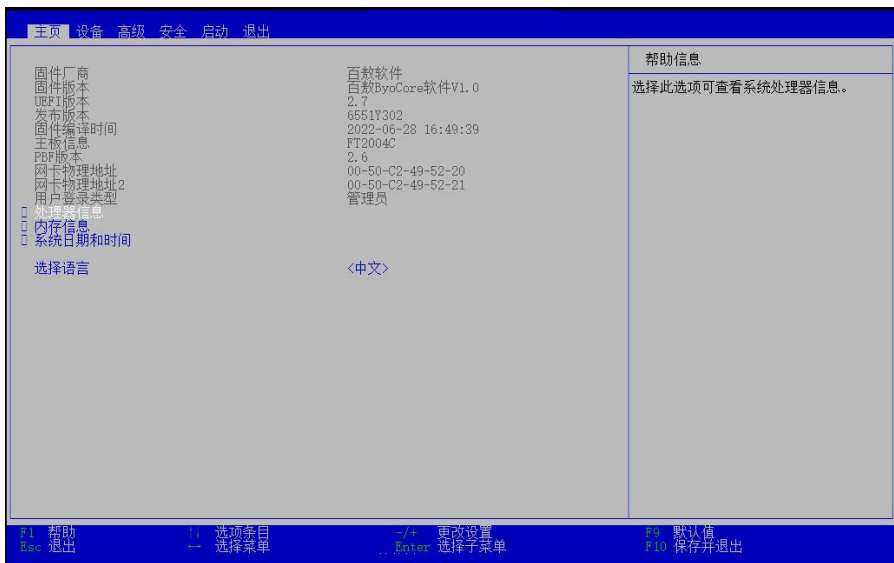 主页 设备 高级 安全 启动 退出
帮助信息
选择此选项可查看系统处理器信息。
固件厂商 百敖软件
固件版本 百敖ByoCore软件V1.0
UEFI版本 2.7
发布版本 6551Y302
固件编译时间 2022-06-28 16:49:39
主板信息 FT2004C
PBF版本 2.6
网卡物理地址 00-50-C2-49-52-20
网卡物理地址2 00-50-C2-49-52-21
用户登录类型 管理员
处理器信息
内存信息
系统日期和时间
选择语言 <中文>
F1 帮助 ↑↓ 选项条目 -/+ 更改设置 F9 默认值
Esc 退出 ←→ 选择菜单 Enter 选择子菜单 F10 保存并退出